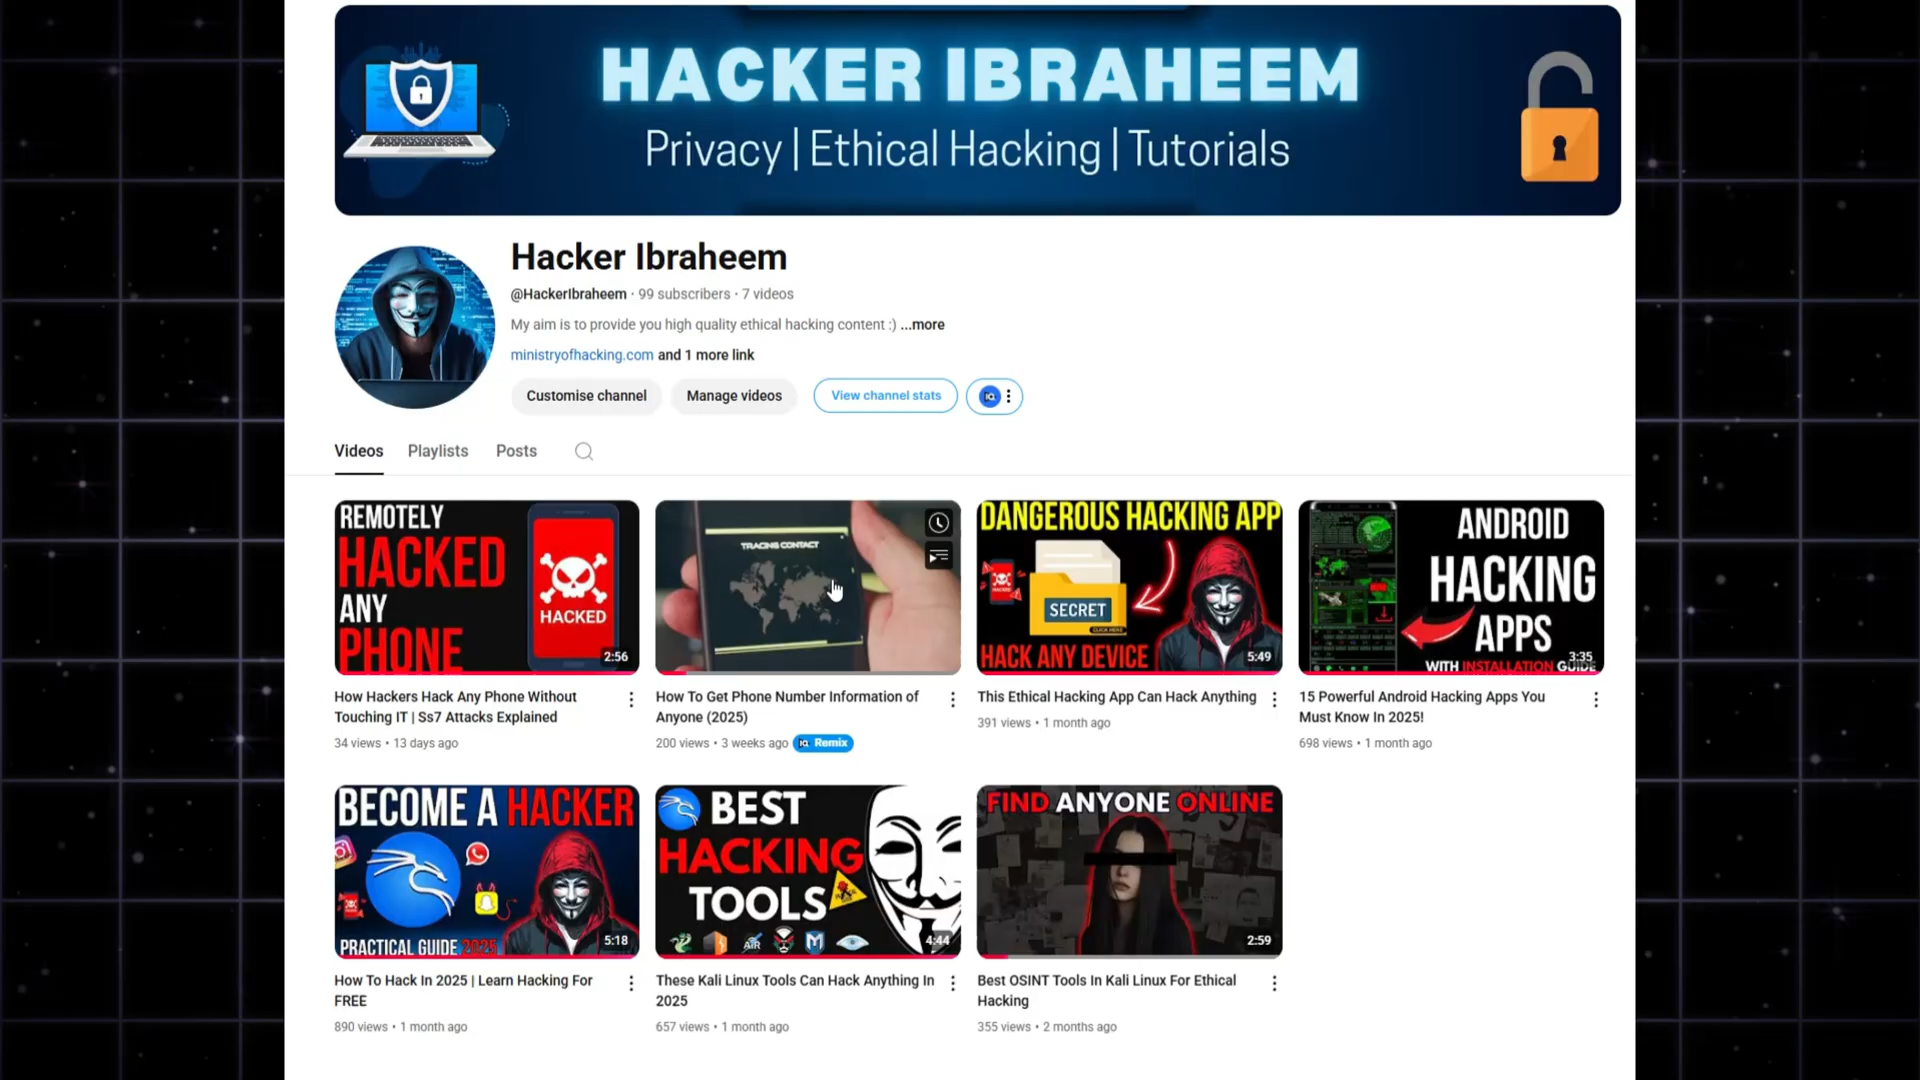 HACKER IBRAHEEM
Privacy | Ethical Hacking | Tutorials
Hacker Ibraheem
@HackerIbraheem · 99 subscribers · 7 videos
My aim is to provide you high quality ethical hacking content :) ...more
ministryofhacking.com and 1 more link
Customise channel
Manage videos
View channel stats
Videos
Playlists
Posts
REMOTELY
HACKED
ANY
PHONE
HACKED
2:56
How Hackers Hack Any Phone Without
Touching IT | Ss7 Attacks Explained
34 views • 13 days ago
TRACING CONTACT
How To Get Phone Number Information of
Anyone (2025)
200 views • 3 weeks ago
Remix
DANGEROUS HACKING APP
SECRET
CLICK HERE
HACKED
HACK ANY DEVICE
5:49
This Ethical Hacking App Can Hack Anything
391 views • 1 month ago
ANDROID
HACKING
APPS
WITH INSTALLATION GUIDE
3:35
15 Powerful Android Hacking Apps You
Must Know In 2025!
698 views • 1 month ago
BECOME A HACKER
PRACTICAL GUIDE 2025
5:18
How To Hack In 2025 | Learn Hacking For
FREE
890 views • 1 month ago
BEST
HACKING
TOOLS
AIR
4:44
These Kali Linux Tools Can Hack Anything In
2025
657 views • 1 month ago
FIND ANYONE ONLINE
2:59
Best OSINT Tools In Kali Linux For Ethical
Hacking
355 views • 2 months ago